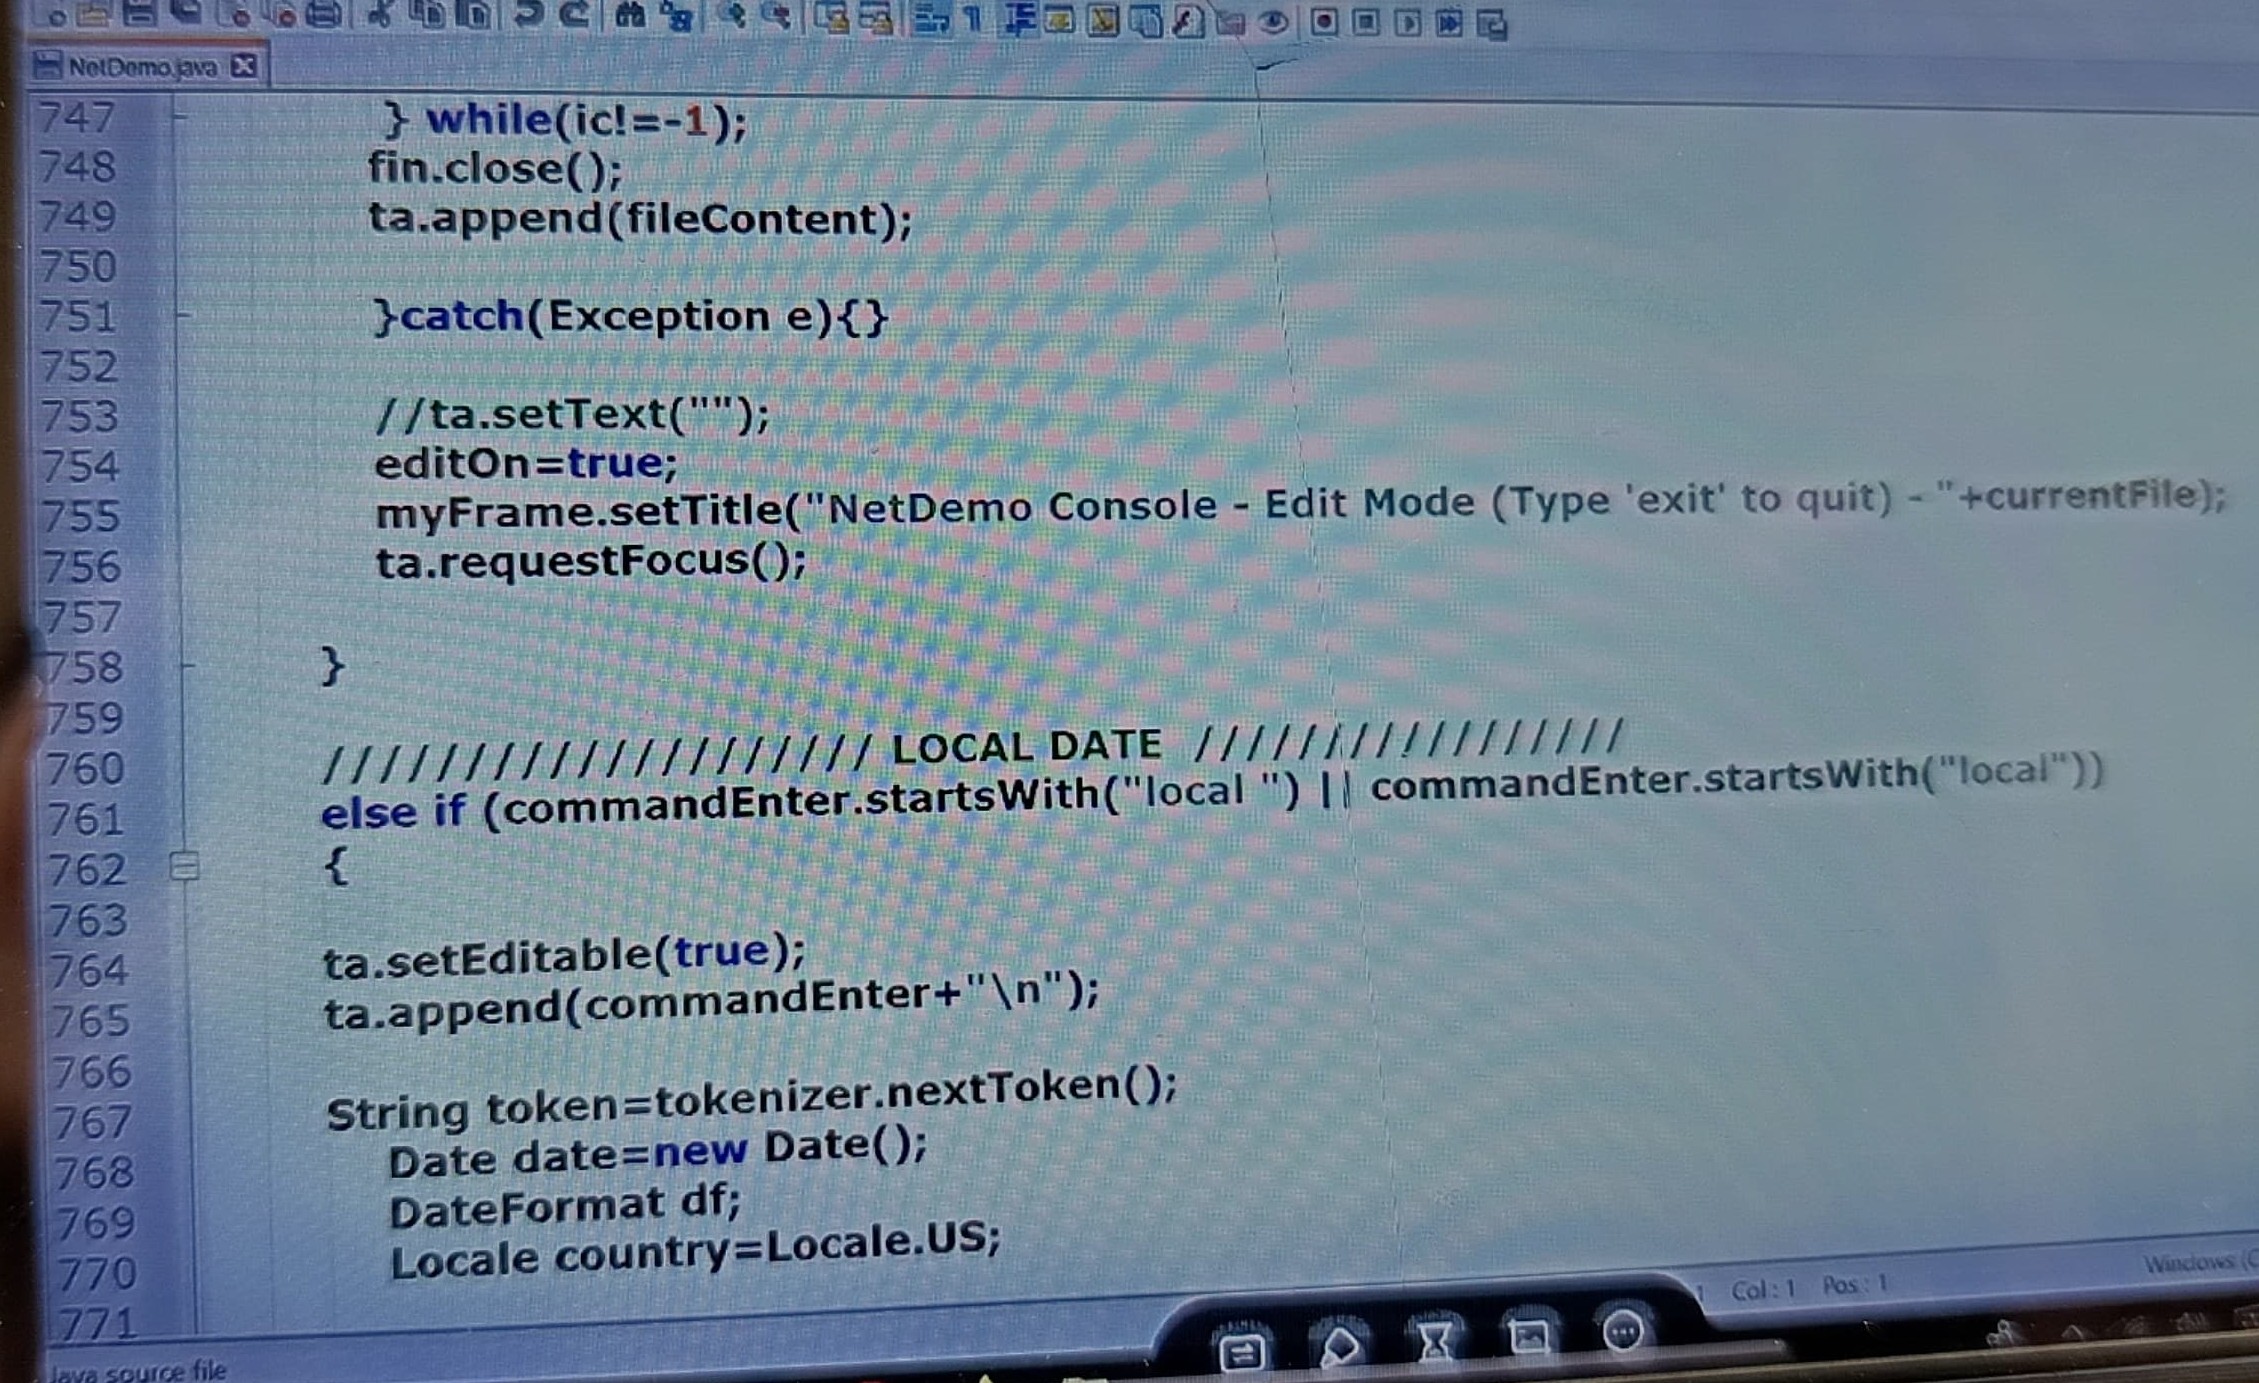 NetDemo.java
747 } while(ic!=-1);
748 fin.close();
749 ta.append(fileContent);
750
751 }catch(Exception e){}
752
753 //ta.setText("");
754 editOn=true;
755 myFrame.setTitle("NetDemo Console - Edit Mode (Type 'exit' to quit) - "+currentFile);
756 ta.requestFocus();
757
758 }
759
760 //////////////////// LOCAL DATE /////////////////
761 else if (commandEnter.startsWith("local ") || commandEnter.startsWith("local"))
762 {
763
764 ta.setEditable(true);
765 ta.append(commandEnter+"\n");
766
767 String token=tokenizer.nextToken();
768 Date date=new Date();
769 DateFormat df;
770 Locale country=Locale.US;
771
Java source file
Col : 1 Pos : 1
Windows (C